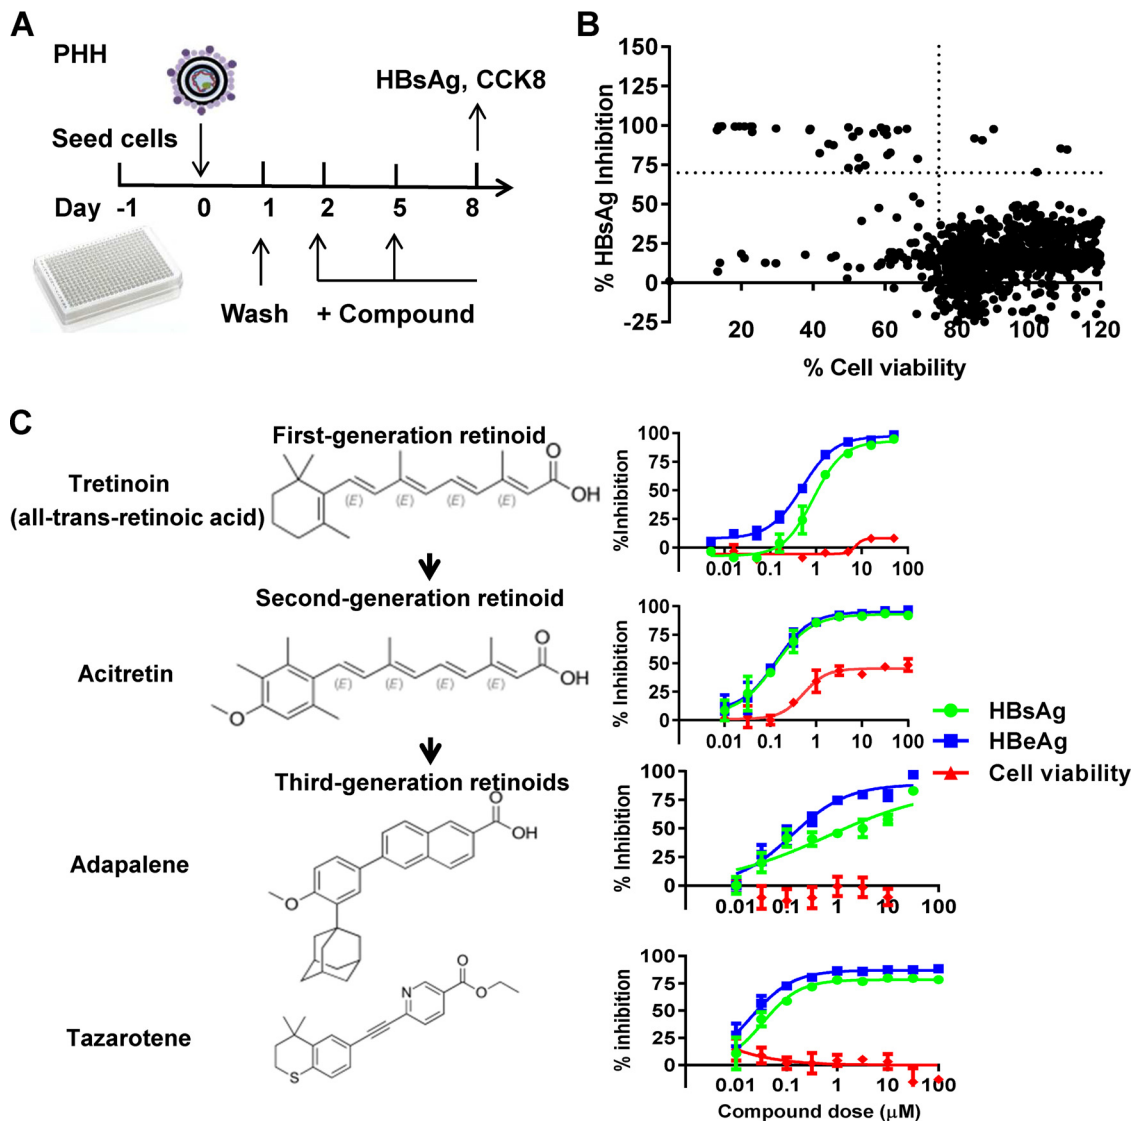 A
PHH
Seed cells
HBsAg, CCK8
Day -1 0 1 2 5 8
Wash + Compound
B
% HBsAg Inhibition
150
125
100
75
50
25
0
-25
20 40 60 80 100 120
% Cell viability
C
First-generation retinoid
Tretinoin
(all-trans-retinoic acid)
O
OH
(E) (E) (E) (E)
%Inhibition
100
75
50
25
0
0.01 0.1 1 10 100
Second-generation retinoid
Acitretin
O
OH
O
(E) (E) (E) (E)
% Inhibition
100
75
50
25
0
0.01 0.1 1 10 100
HBsAg
HBeAg
Cell viability
Third-generation retinoids
Adapalene
O
OH
O
% Inhibition
100
75
50
25
0
0.01 0.1 1 10 100
Tazarotene
O
N
O
S
% inhibition
100
75
50
25
0
0.01 0.1 1 10 100
Compound dose (μM)